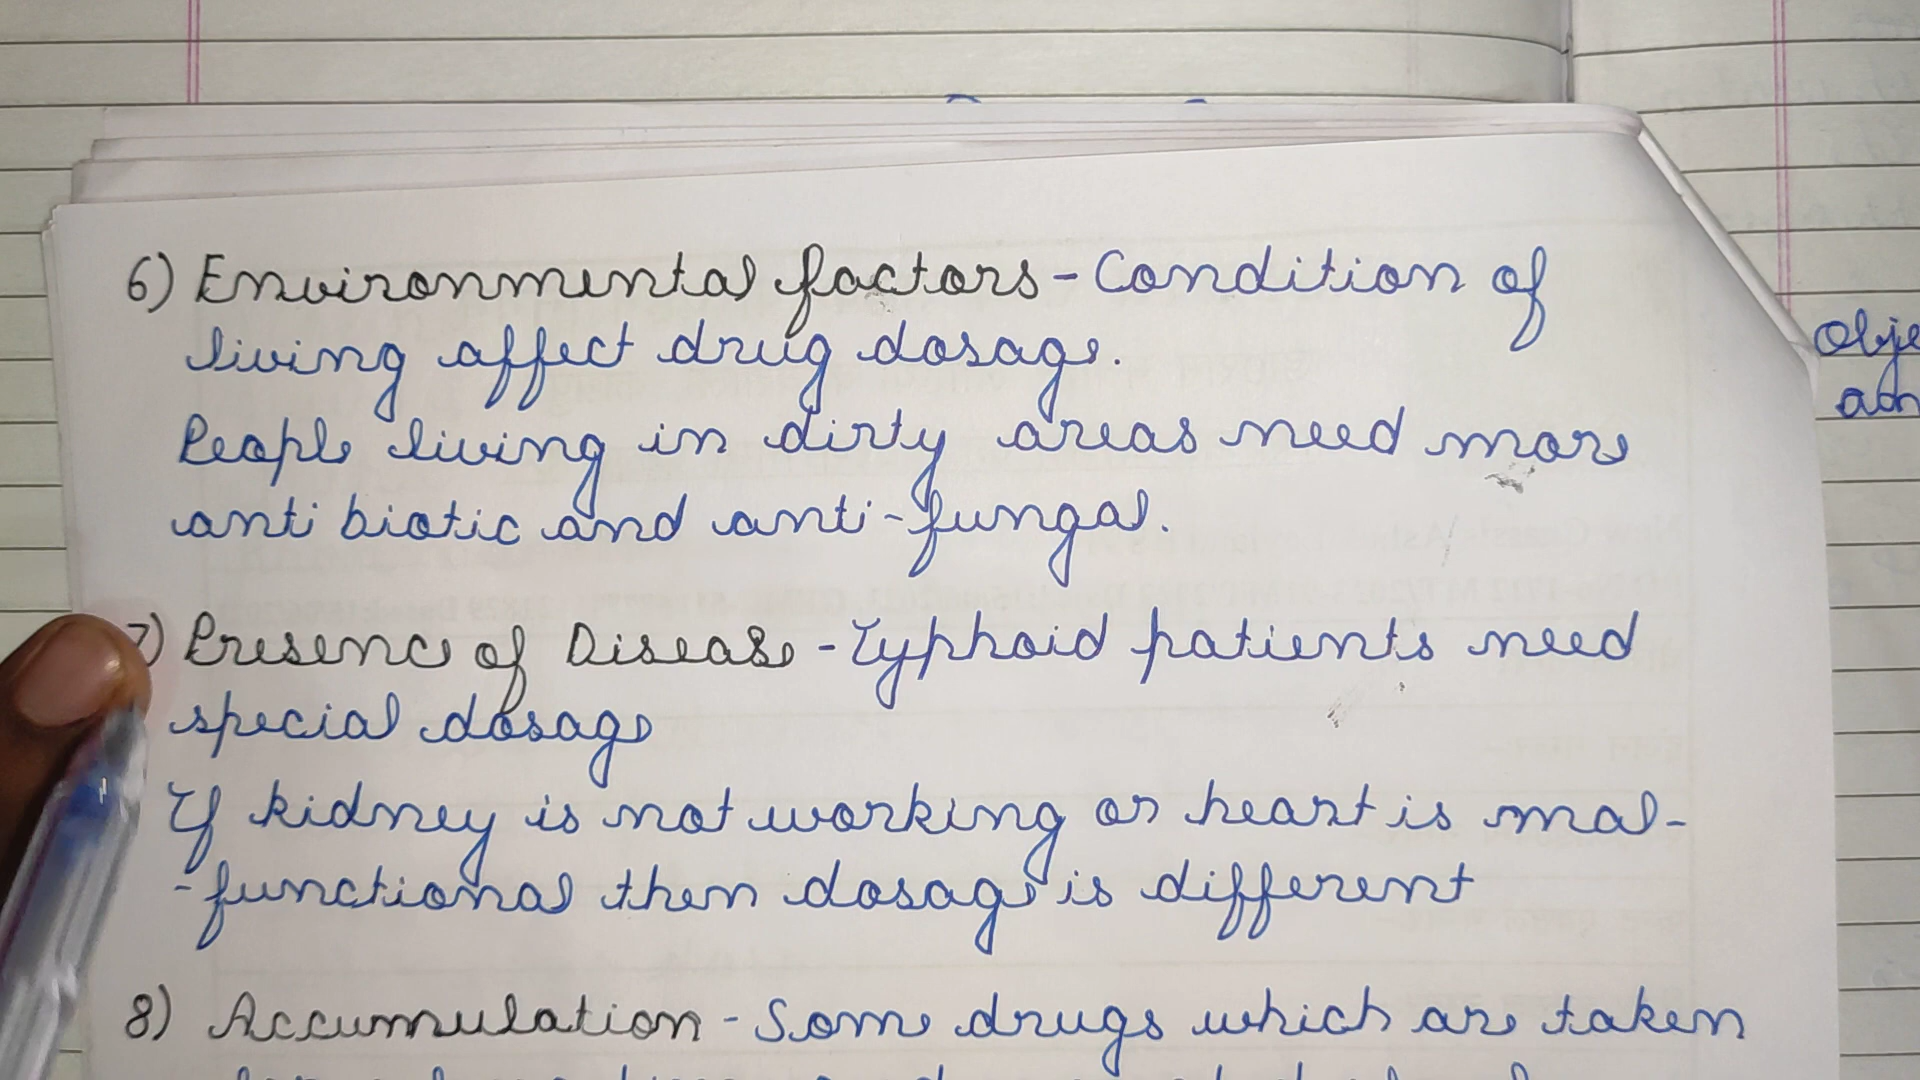 6) Environmental factors - Condition of
living affect drug dosage.
People living in dirty areas need more
anti biotic and anti-fungal.
7) Presence of Disease - Typhoid patients need
special dosage
If kidney is not working or heart is mal-
-functional then dosage is different
8) Accumulation - Some drugs which are taken